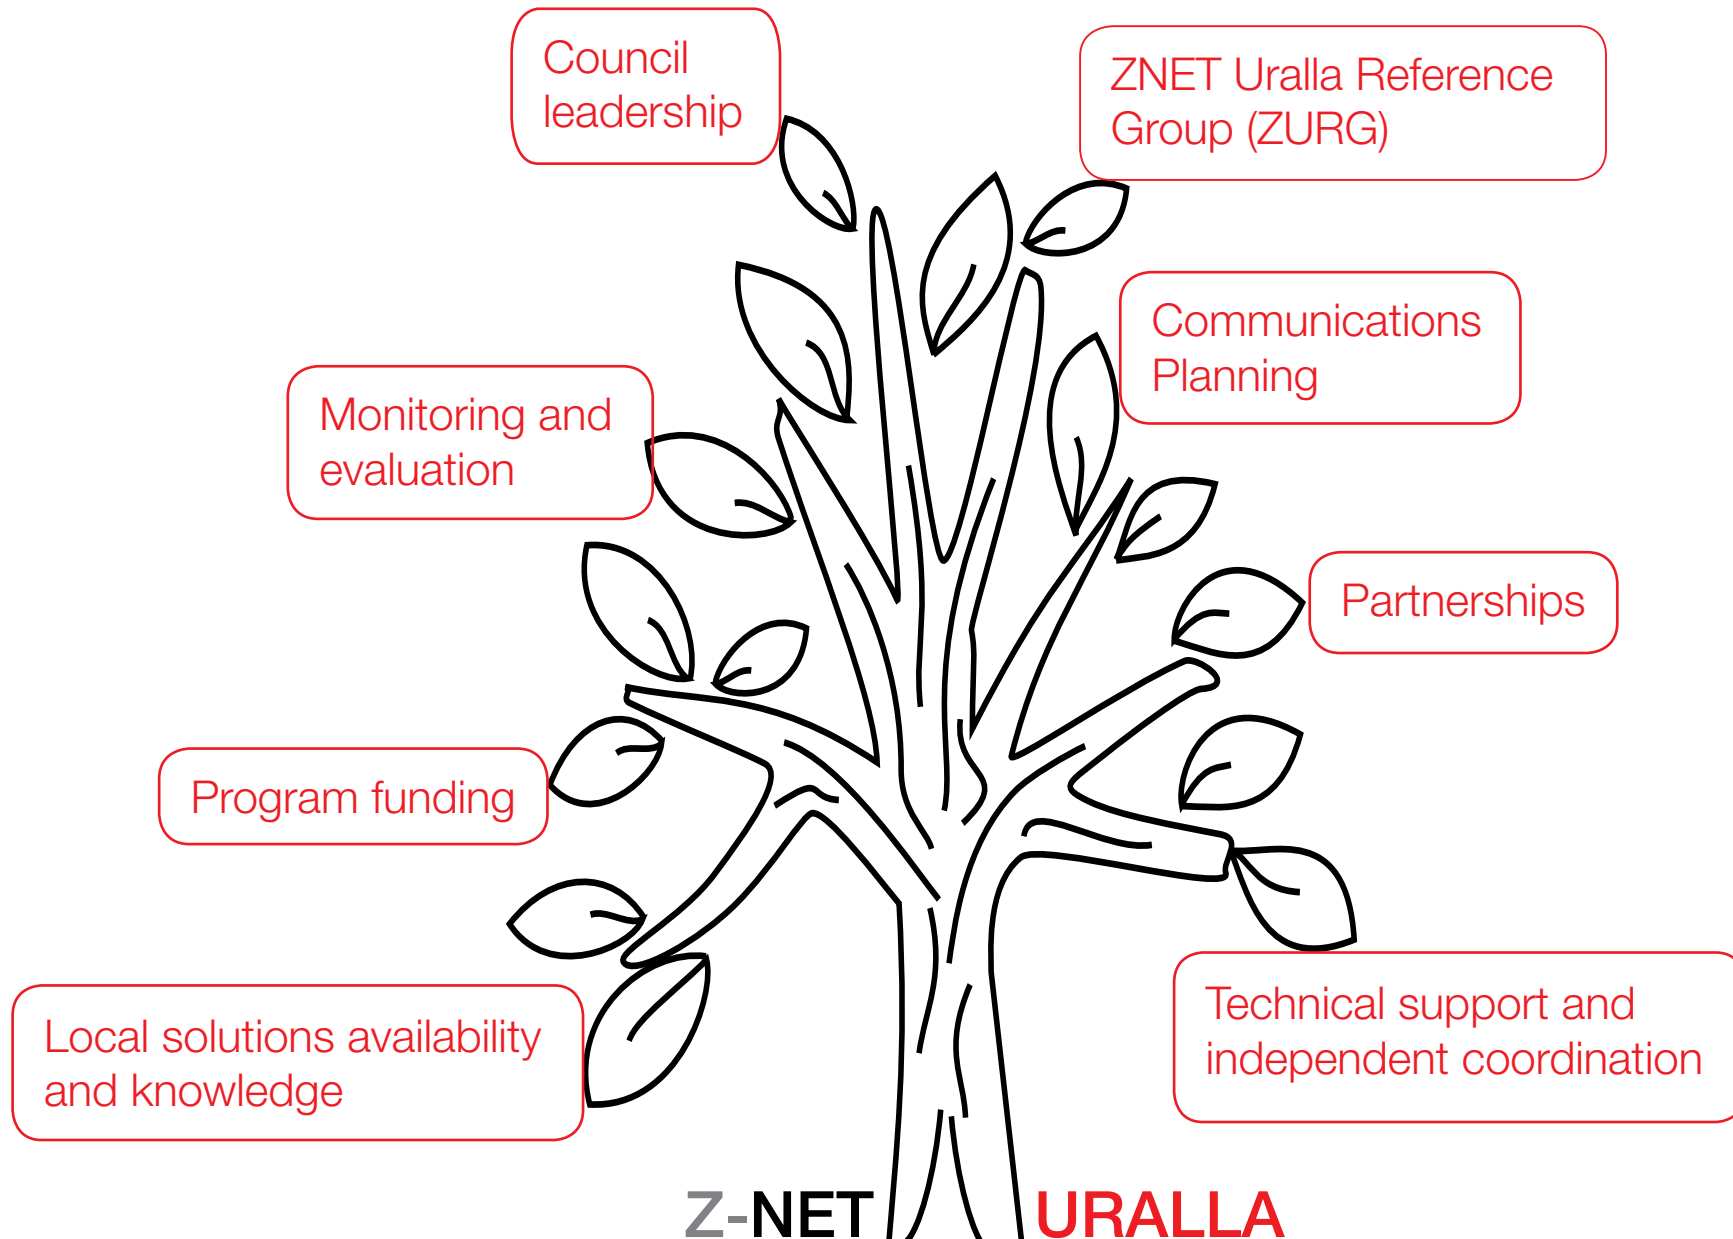 Council
leadership
ZNET Uralla Reference
Group (ZURG)
Communications
Planning
Monitoring and
evaluation
Partnerships
Program funding
Technical support and
independent coordination
Local solutions availability
and knowledge
Z-NET URALLA